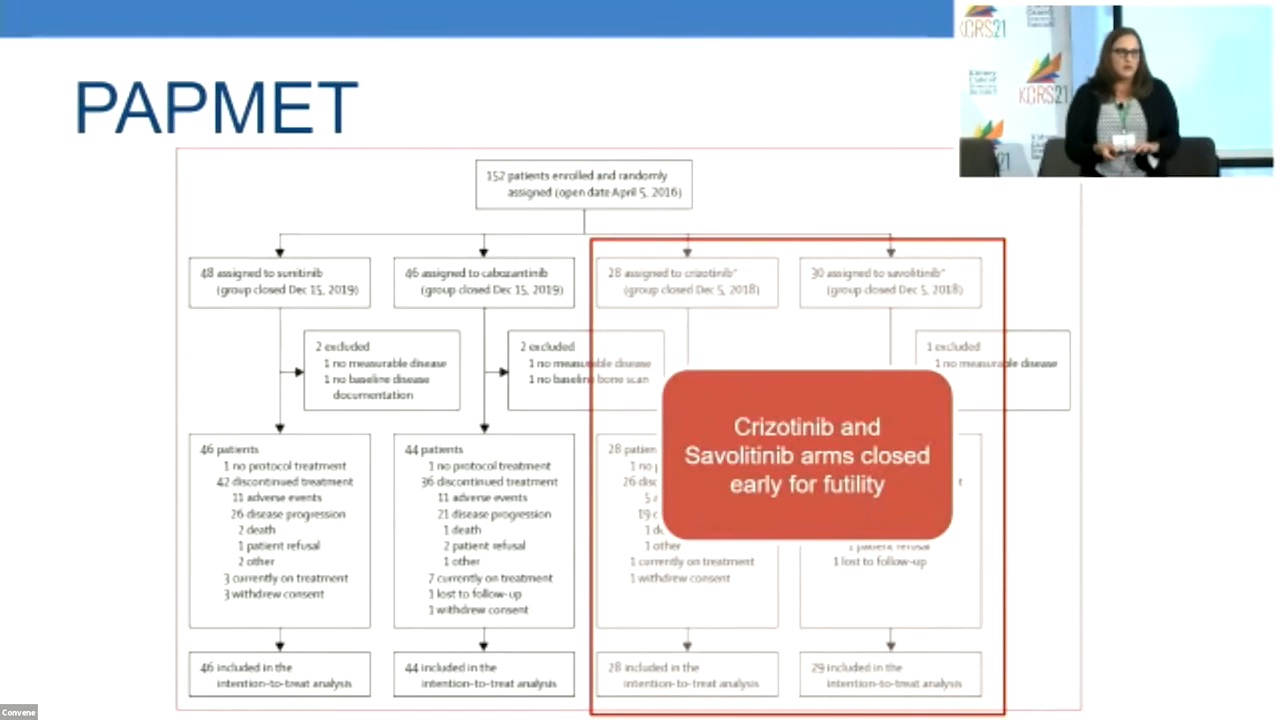 PAPMET
KCRS21
KCRS21
152 patients enrolled and randomly
assigned (open date April 5, 2016)
48 assigned to sunitinib
(group closed Dec 15, 2019)
46 assigned to cabozantinib
(group closed Dec 15, 2019)
28 assigned to crizotinib*
(group closed Dec 5, 2018)
30 assigned to savolitinib*
(group closed Dec 5, 2018)
2 excluded
1 no measurable disease
1 no baseline disease
documentation
2 excluded
1 no measurable disease
1 no baseline bone scan
1 excluded
1 no measurable disease
Crizotinib and
Savolitinib arms closed
early for futility
46 patients
1 no protocol treatment
42 discontinued treatment
11 adverse events
26 disease progression
2 death
1 patient refusal
2 other
3 currently on treatment
3 withdrew consent
44 patients
1 no protocol treatment
36 discontinued treatment
11 adverse events
21 disease progression
1 death
2 patient refusal
1 other
7 currently on treatment
1 lost to follow-up
1 withdrew consent
28
1 no
26
5
19
1
1 other
1 currently on treatment
1 withdrew consent
1 patient refusal
1 lost to follow-up
46 included in the
intention-to-treat analysis
44 included in the
intention-to-treat analysis
28 included in the
intention-to-treat analysis
29 included in the
intention-to-treat analysis
Convene